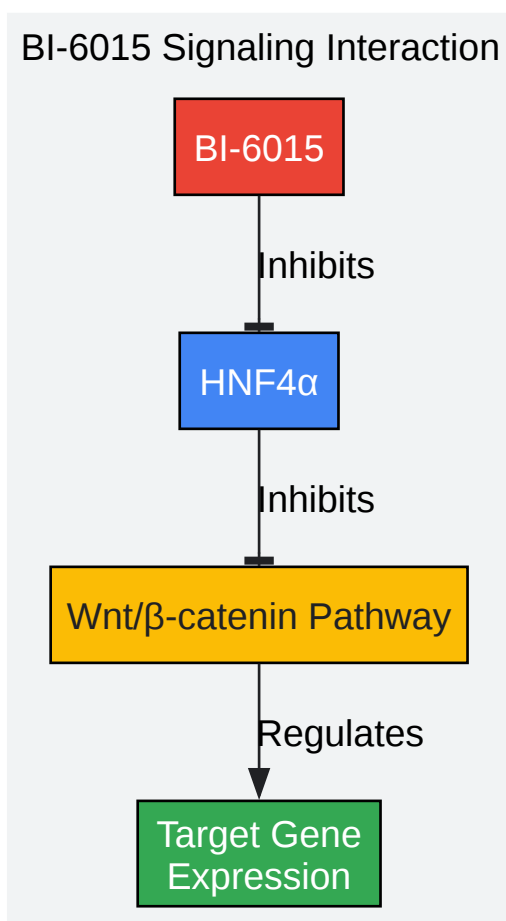 BI-6015 Signaling Interaction
BI-6015
Inhibits
HNF4α
Inhibits
Wnt/β-catenin Pathway
Regulates
Target Gene
Expression